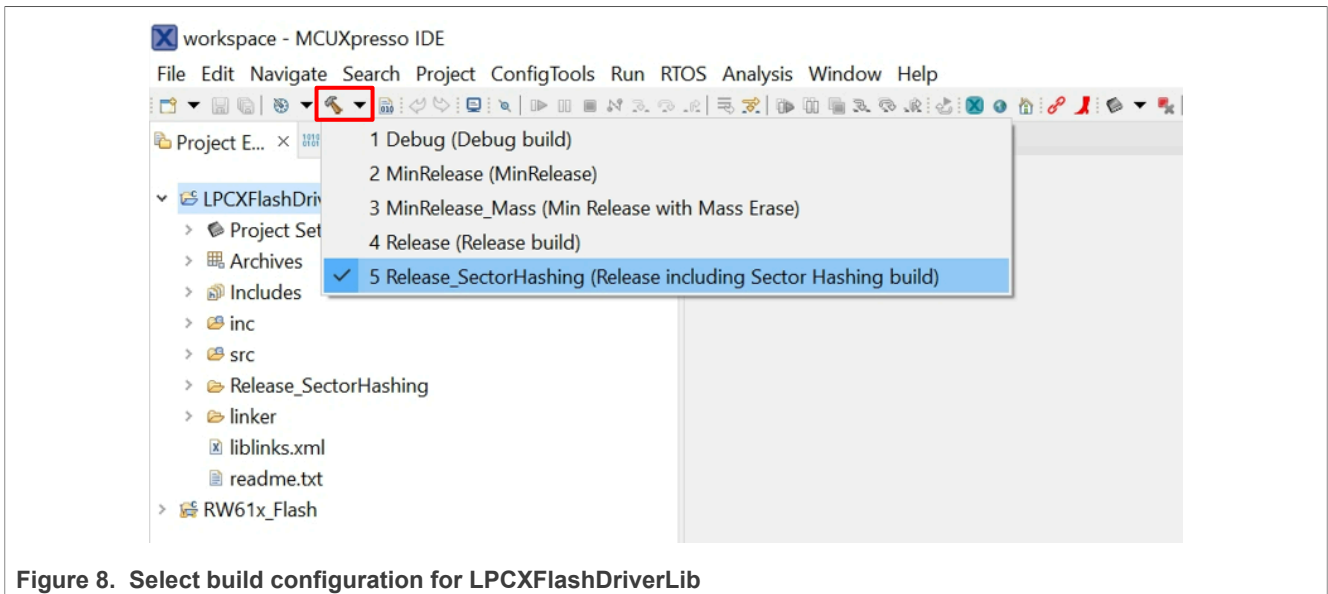 workspace - MCUXpresso IDE
File Edit Navigate Search Project ConfigTools Run RTOS Analysis Window Help
Project E...
1 Debug (Debug build)
2 MinRelease (MinRelease)
LPCXFlashDriv
3 MinRelease_Mass (Min Release with Mass Erase)
Project Set
4 Release (Release build)
Archives
5 Release_SectorHashing (Release including Sector Hashing build)
Includes
inc
src
Release_SectorHashing
linker
liblinks.xml
readme.txt
RW61x_Flash
Figure 8. Select build configuration for LPCXFlashDriverLib